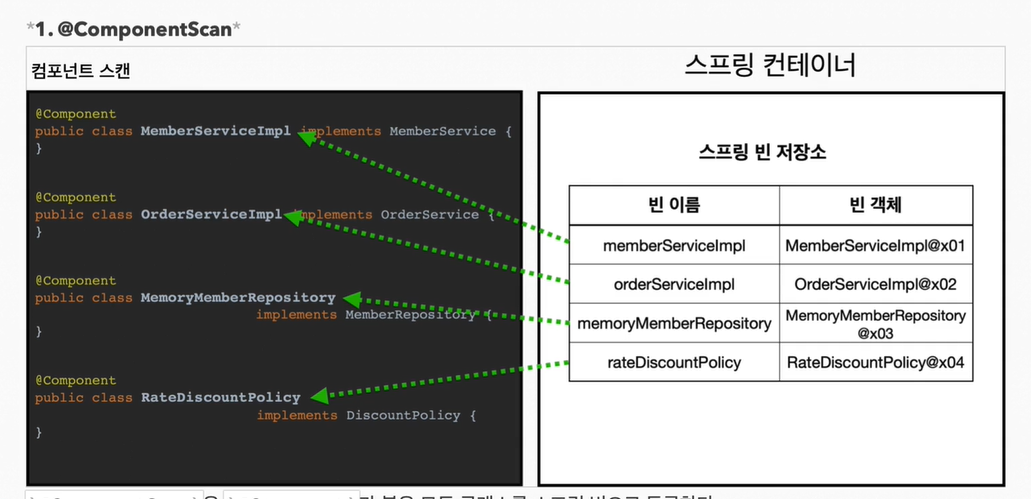 *1. @ComponentScan*
컴포넌트 스캔
@Component
public class MemberServiceImpl implements MemberService {
}
@Component
public class OrderServiceImpl implements OrderService {
}
@Component
public class MemoryMemberRepository
implements MemberRepository {
}
@Component
public class RateDiscountPolicy
implements DiscountPolicy {
}
스프링 컨테이너
스프링 빈 저장소
빈 이름 빈 객체
memberServiceImpl MemberServiceImpl@x01
orderServiceImpl OrderServiceImpl@x02
memoryMemberRepository MemoryMemberRepository
@x03
rateDiscountPolicy RateDiscountPolicy@x04